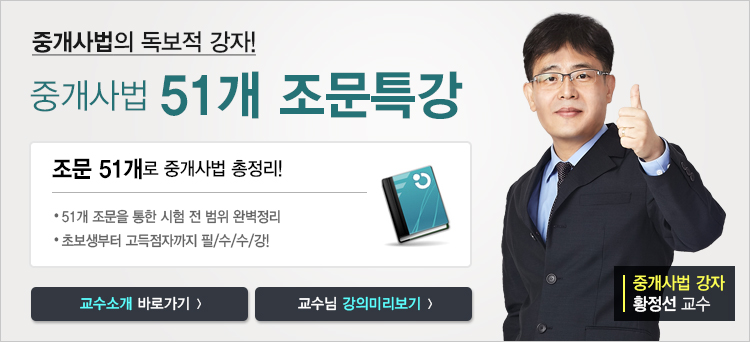 중개사법의 독보적 강자!
중개사법 51개 조문특강
조문 51개로 중개사법 총정리!
• 51개 조문을 통한 시험 전 범위 완벽정리
• 초보생부터 고득점자까지 필/수/수/강!
교수소개 바로가기 >
교수님 강의미리보기 >
중개사법 강자
황정선 교수